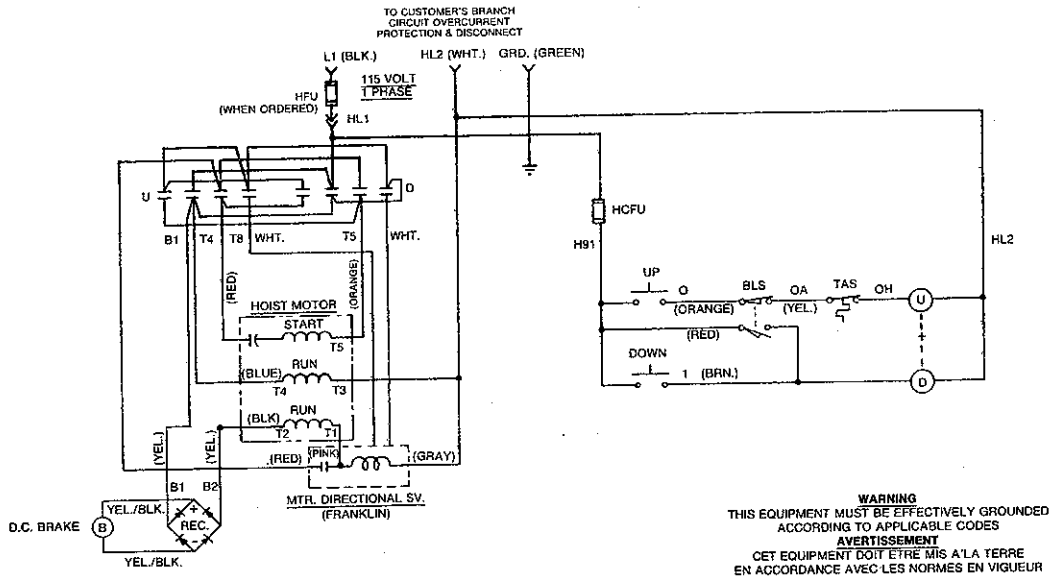 TO CUSTOMER'S BRANCH
CIRCUIT OVERCURRENT
PROTECTION & DISCONNECT
L1 (BLK.)
HL2 (WHT.)
GRD. (GREEN)
115 VOLT
1 PHASE
HFU
(WHEN ORDERED)
HL1
U
D
HCFU
B1
T4
T8
WHT.
T5
WHT.
H91
HL2
(RED)
(ORANGE)
UP
O
(ORANGE)
BLS
OA
(YEL.)
TAS
OH
U
HOIST MOTOR
START
T5
(RED)
DOWN
1
(BRN.)
D
RUN
(BLUE)
T4
T3
RUN
(BLK)
T2
T1
(YEL.)
(YEL.)
(RED)
(PINK)
(GRAY)
B1
B2
MTR. DIRECTIONAL SV.
(FRANKLIN)
YEL./BLK.
D.C. BRAKE
B
+
REC.
-
YEL./BLK.
WARNING
THIS EQUIPMENT MUST BE EFFECTIVELY GROUNDED
ACCORDING TO APPLICABLE CODES
AVERTISSEMENT
CET EQUIPMENT DOIT ETRE MIS A'LA TERRE
EN ACCORDANCE AVEC LES NORMES EN VIGUEUR